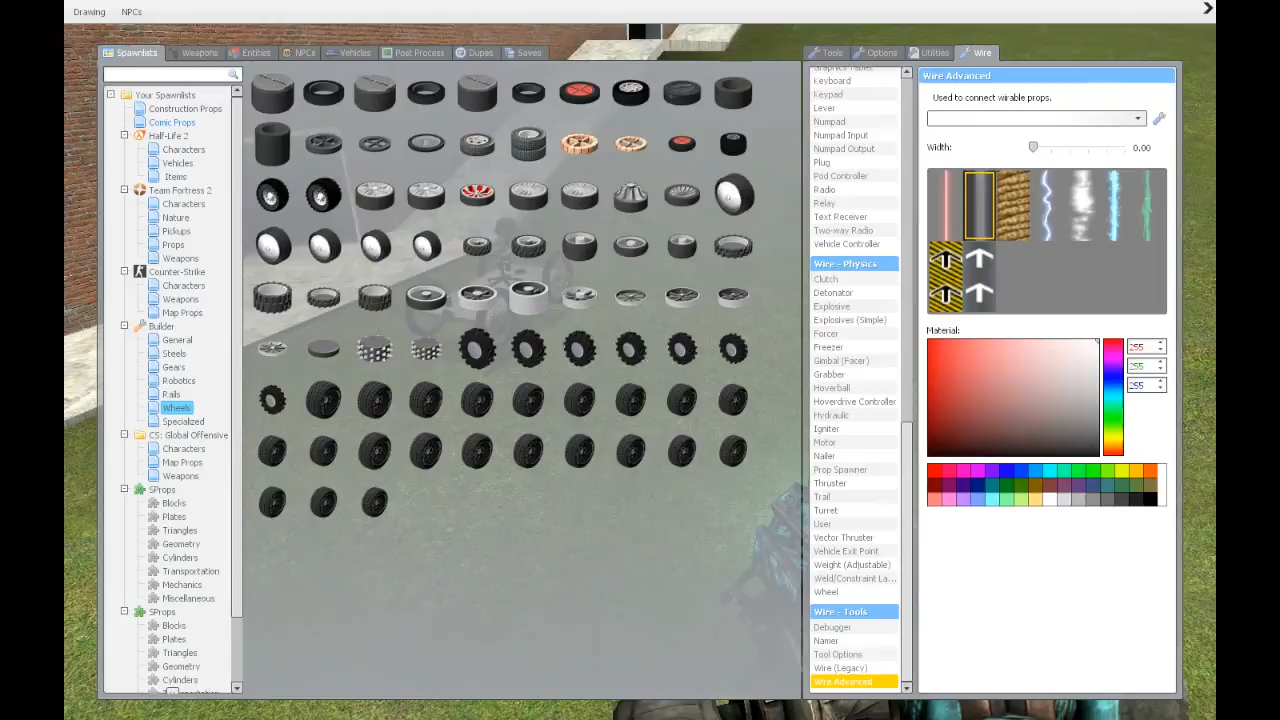 Drawing NPCs
Spawnlists Weapons Entities NPCs Vehicles Post Process Dupes Saves
Your Spawnlists
Construction Props
Comic Props
Half-Life 2
Characters
Vehicles
Items
Team Fortress 2
Characters
Nature
Pickups
Props
Weapons
Counter-Strike
Characters
Weapons
Map Props
Builder
General
Steels
Gears
Robotics
Rails
Wheels
Specialized
CS: Global Offensive
Characters
Map Props
Weapons
SProps
Blocks
Plates
Triangles
Geometry
Cylinders
Transportation
Mechanics
Miscellaneous
SProps
Blocks
Plates
Triangles
Geometry
Cylinders
Transportation
Tools Options Utilities Wire
Graphics Tablet
Keyboard
Keypad
Lever
Numpad
Numpad Input
Numpad Output
Plug
Pod Controller
Radio
Relay
Text Receiver
Two-way Radio
Vehicle Controller
Wire - Physics
Clutch
Detonator
Explosive
Explosives (Simple)
Forcer
Freezer
Gimbal (Facer)
Grabber
Hoverball
Hoverdrive Controller
Hydraulic
Igniter
Motor
Nailer
Prop Spawner
Thruster
Trail
Turret
User
Vector Thruster
Vehicle Exit Point
Weight (Adjustable)
Weld/Constraint La...
Wheel
Wire - Tools
Debugger
Namer
Tool Options
Wire (Legacy)
Wire Advanced
Wire Advanced
Used to connect wirable props.
Width: 0.00
Material:
255
255
255